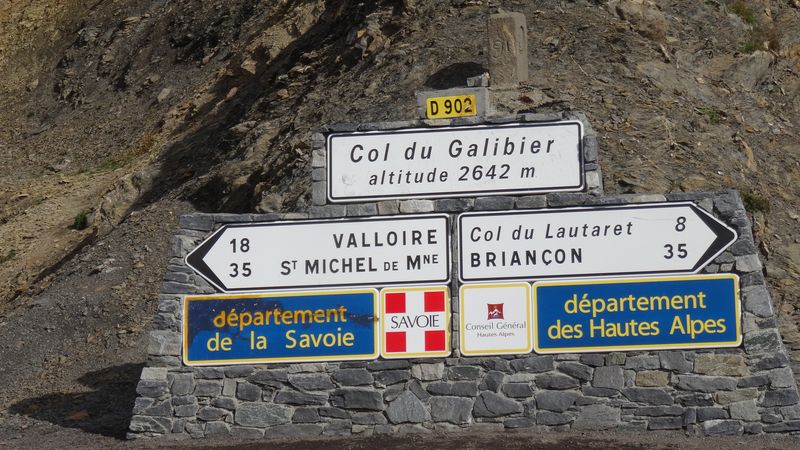 D 902
Col du Galibier
altitude 2642 m
18 VALLOIRE
35 ST MICHEL DE MNE
Col du Lautaret 8
BRIANÇON 35
département
de la Savoie
SAVOIE
Conseil Général
Hautes Alpes
département
des Hautes Alpes